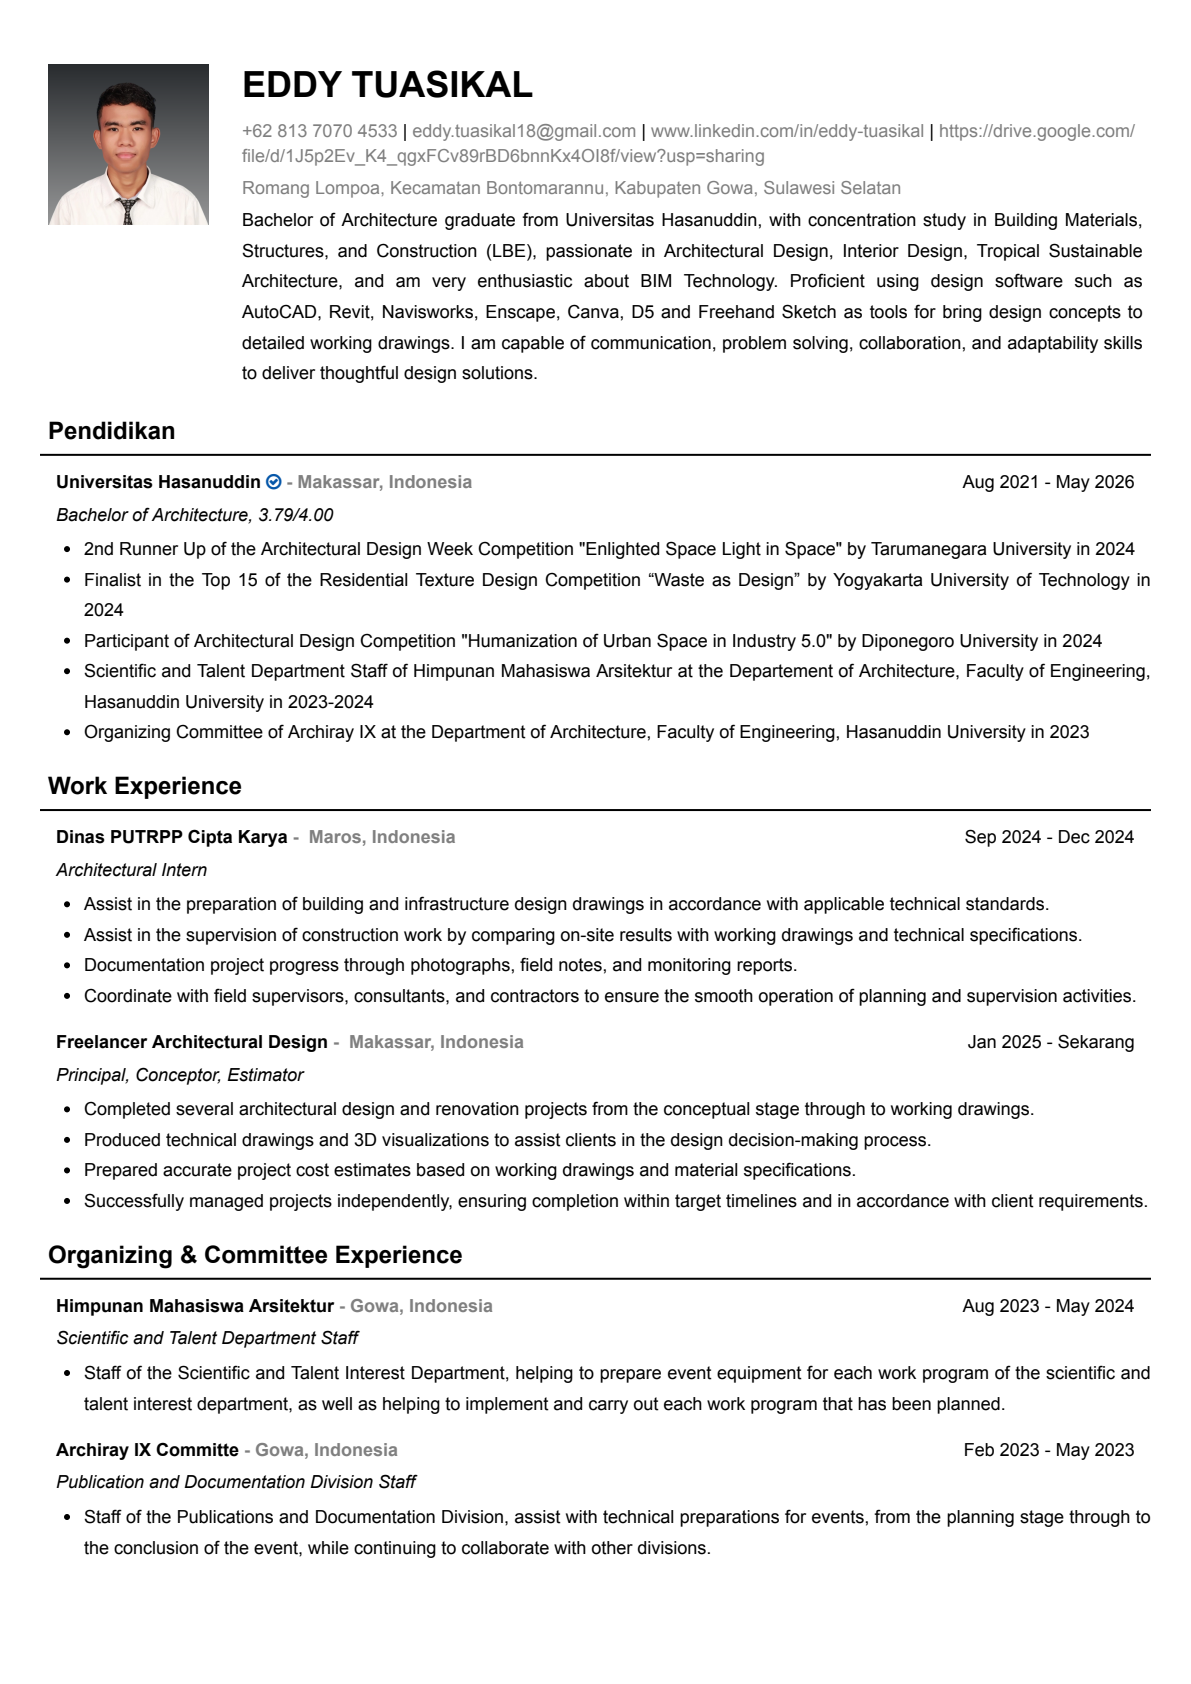 EDDY TUASIKAL
+62 813 7070 4533 | eddy.tuasikal18@gmail.com | www.linkedin.com/in/eddy-tuasikal | https://drive.google.com/
file/d/1J5p2Ev_K4_qgxFCv89rBD6bnnKx4OI8f/view?usp=sharing
Romang Lompoa, Kecamatan Bontomarannu, Kabupaten Gowa, Sulawesi Selatan
Bachelor of Architecture graduate from Universitas Hasanuddin, with concentration study in Building Materials,
Structures, and Construction (LBE), passionate in Architectural Design, Interior Design, Tropical Sustainable
Architecture, and am very enthusiastic about BIM Technology. Proficient using design software such as
AutoCAD, Revit, Navisworks, Enscape, Canva, D5 and Freehand Sketch as tools for bring design concepts to
detailed working drawings. I am capable of communication, problem solving, collaboration, and adaptability skills
to deliver thoughtful design solutions.
Pendidikan
Universitas Hasanuddin - Makassar, Indonesia Aug 2021 - May 2026
Bachelor of Architecture, 3.79/4.00
• 2nd Runner Up of the Architectural Design Week Competition "Enlighted Space Light in Space" by Tarumanegara University in 2024
• Finalist in the Top 15 of the Residential Texture Design Competition “Waste as Design” by Yogyakarta University of Technology in
2024
• Participant of Architectural Design Competition "Humanization of Urban Space in Industry 5.0" by Diponegoro University in 2024
• Scientific and Talent Department Staff of Himpunan Mahasiswa Arsitektur at the Departement of Architecture, Faculty of Engineering,
Hasanuddin University in 2023-2024
• Organizing Committee of Archiray IX at the Department of Architecture, Faculty of Engineering, Hasanuddin University in 2023
Work Experience
Dinas PUTRPP Cipta Karya - Maros, Indonesia Sep 2024 - Dec 2024
Architectural Intern
• Assist in the preparation of building and infrastructure design drawings in accordance with applicable technical standards.
• Assist in the supervision of construction work by comparing on-site results with working drawings and technical specifications.
• Documentation project progress through photographs, field notes, and monitoring reports.
• Coordinate with field supervisors, consultants, and contractors to ensure the smooth operation of planning and supervision activities.
Freelancer Architectural Design - Makassar, Indonesia Jan 2025 - Sekarang
Principal, Conceptor, Estimator
• Completed several architectural design and renovation projects from the conceptual stage through to working drawings.
• Produced technical drawings and 3D visualizations to assist clients in the design decision-making process.
• Prepared accurate project cost estimates based on working drawings and material specifications.
• Successfully managed projects independently, ensuring completion within target timelines and in accordance with client requirements.
Organizing & Committee Experience
Himpunan Mahasiswa Arsitektur - Gowa, Indonesia Aug 2023 - May 2024
Scientific and Talent Department Staff
• Staff of the Scientific and Talent Interest Department, helping to prepare event equipment for each work program of the scientific and
talent interest department, as well as helping to implement and carry out each work program that has been planned.
Archiray IX Committe - Gowa, Indonesia Feb 2023 - May 2023
Publication and Documentation Division Staff
• Staff of the Publications and Documentation Division, assist with technical preparations for events, from the planning stage through to
the conclusion of the event, while continuing to collaborate with other divisions.